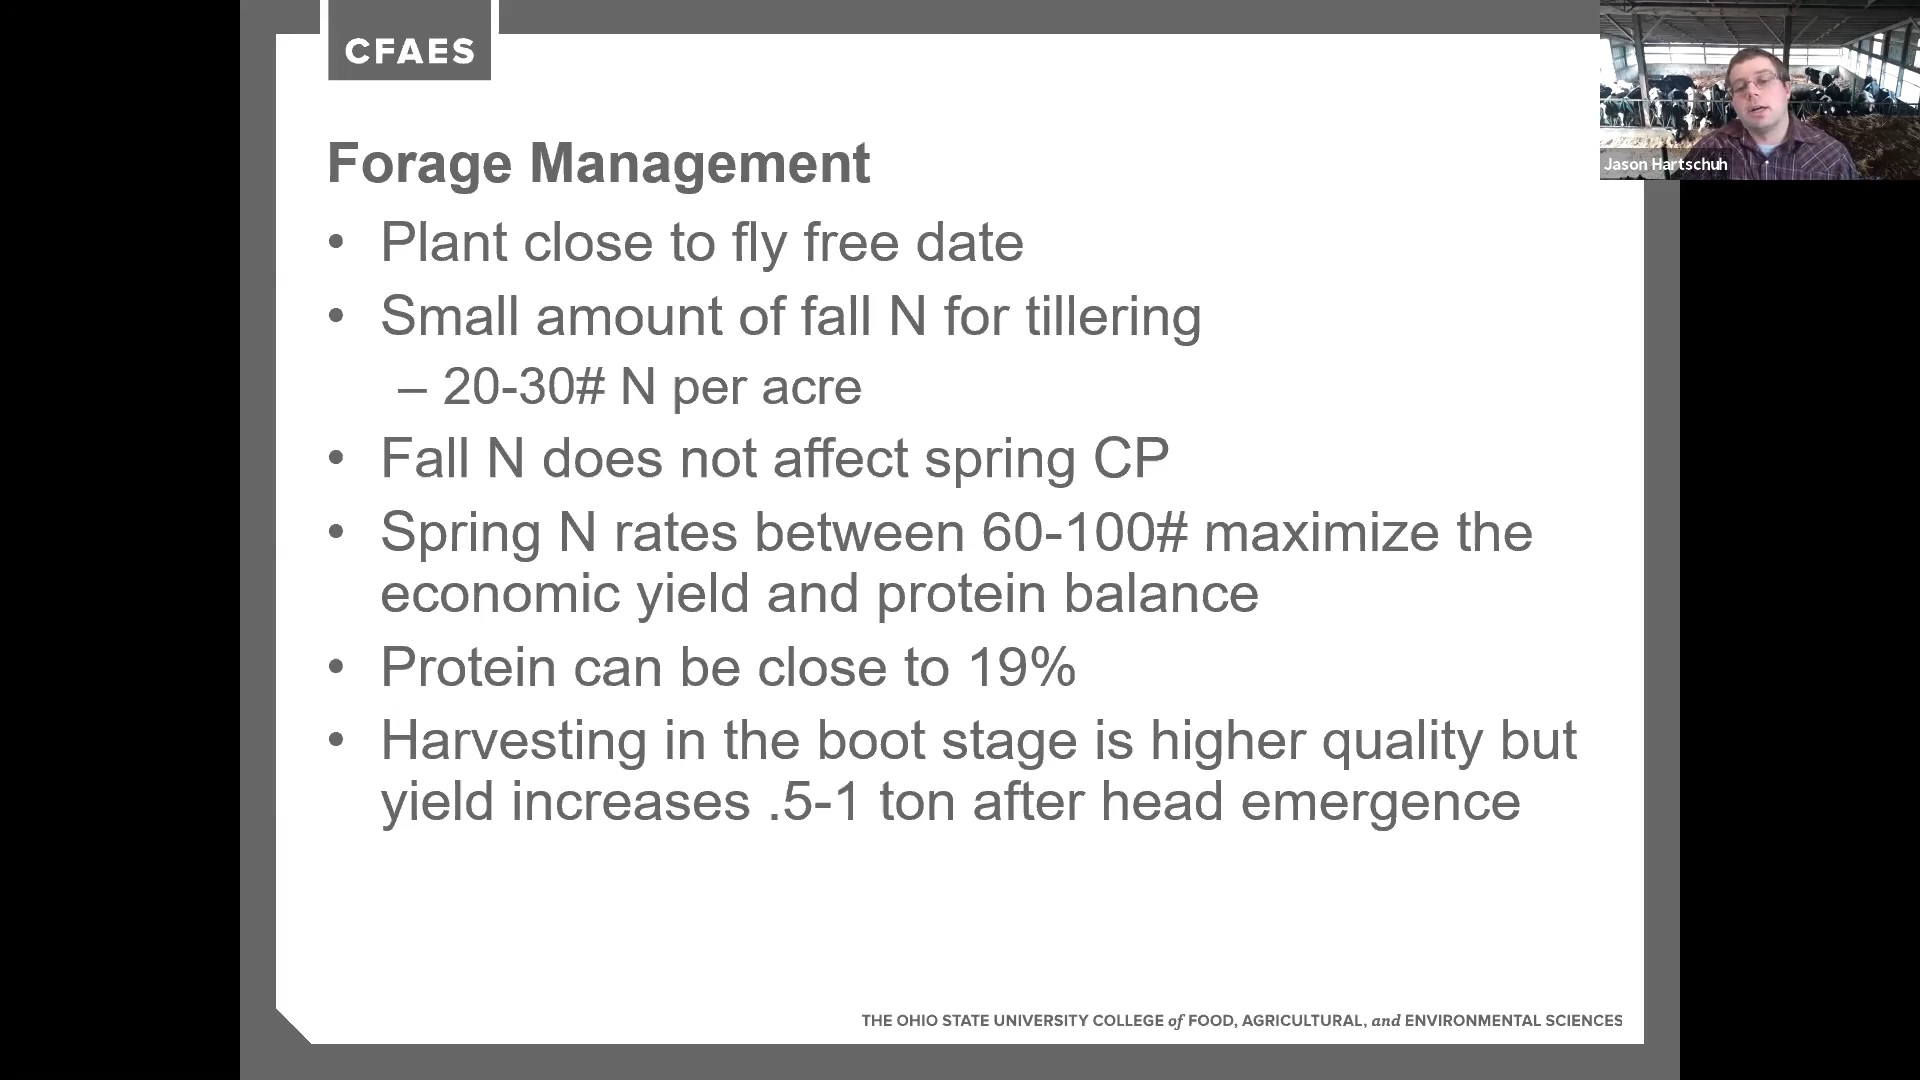 CFAES
Jason Hartschuh
Forage Management
• Plant close to fly free date
• Small amount of fall N for tillering
– 20-30# N per acre
• Fall N does not affect spring CP
• Spring N rates between 60-100# maximize the
economic yield and protein balance
• Protein can be close to 19%
• Harvesting in the boot stage is higher quality but
yield increases .5-1 ton after head emergence
THE OHIO STATE UNIVERSITY COLLEGE of FOOD, AGRICULTURAL, and ENVIRONMENTAL SCIENCES